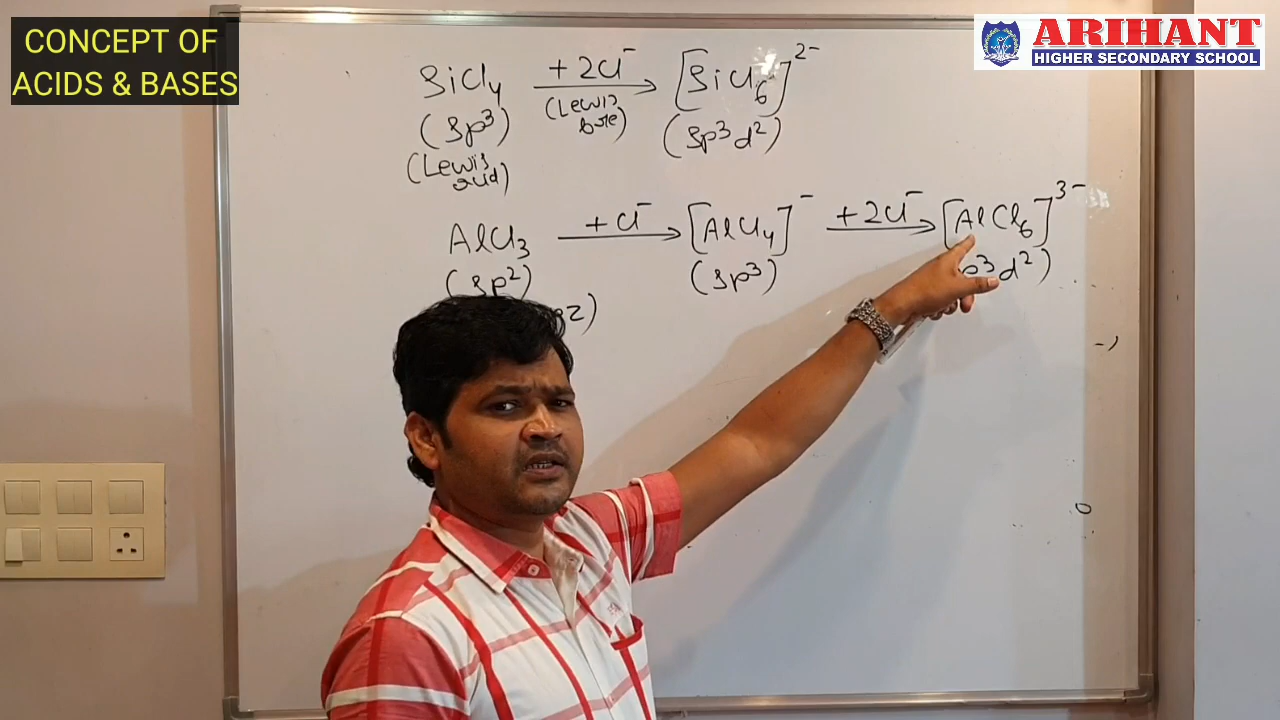 CONCEPT OF
ACIDS & BASES
ARIHANT
HIGHER SECONDARY SCHOOL
SiCl₄ + 2Cl⁻ → [SiCl₆]²⁻
(Sp³) (Lewis base) (Sp³d²)
(Lewis acid)
AlCl₃ + Cl⁻ → [AlCl₄]⁻ + 2Cl⁻ → [AlCl₆]³⁻
(Sp²) (Sp³) p³d²)